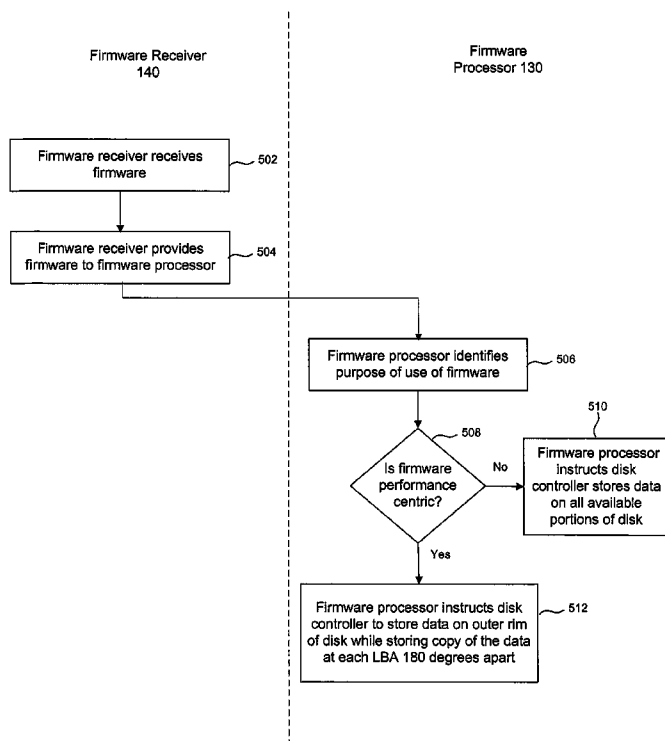 Firmware Receiver
140
Firmware
Processor 130
Firmware receiver receives
firmware
502
Firmware receiver provides
firmware to firmware processor
504
Firmware processor identifies
purpose of use of firmware
506
508
Is firmware
performance
centric?
No
510
Firmware processor
instructs disk
controller stores data
on all available
portions of disk
Yes
Firmware processor instructs disk
controller to store data on outer rim
of disk while storing copy of the data
at each LBA 180 degrees apart
512